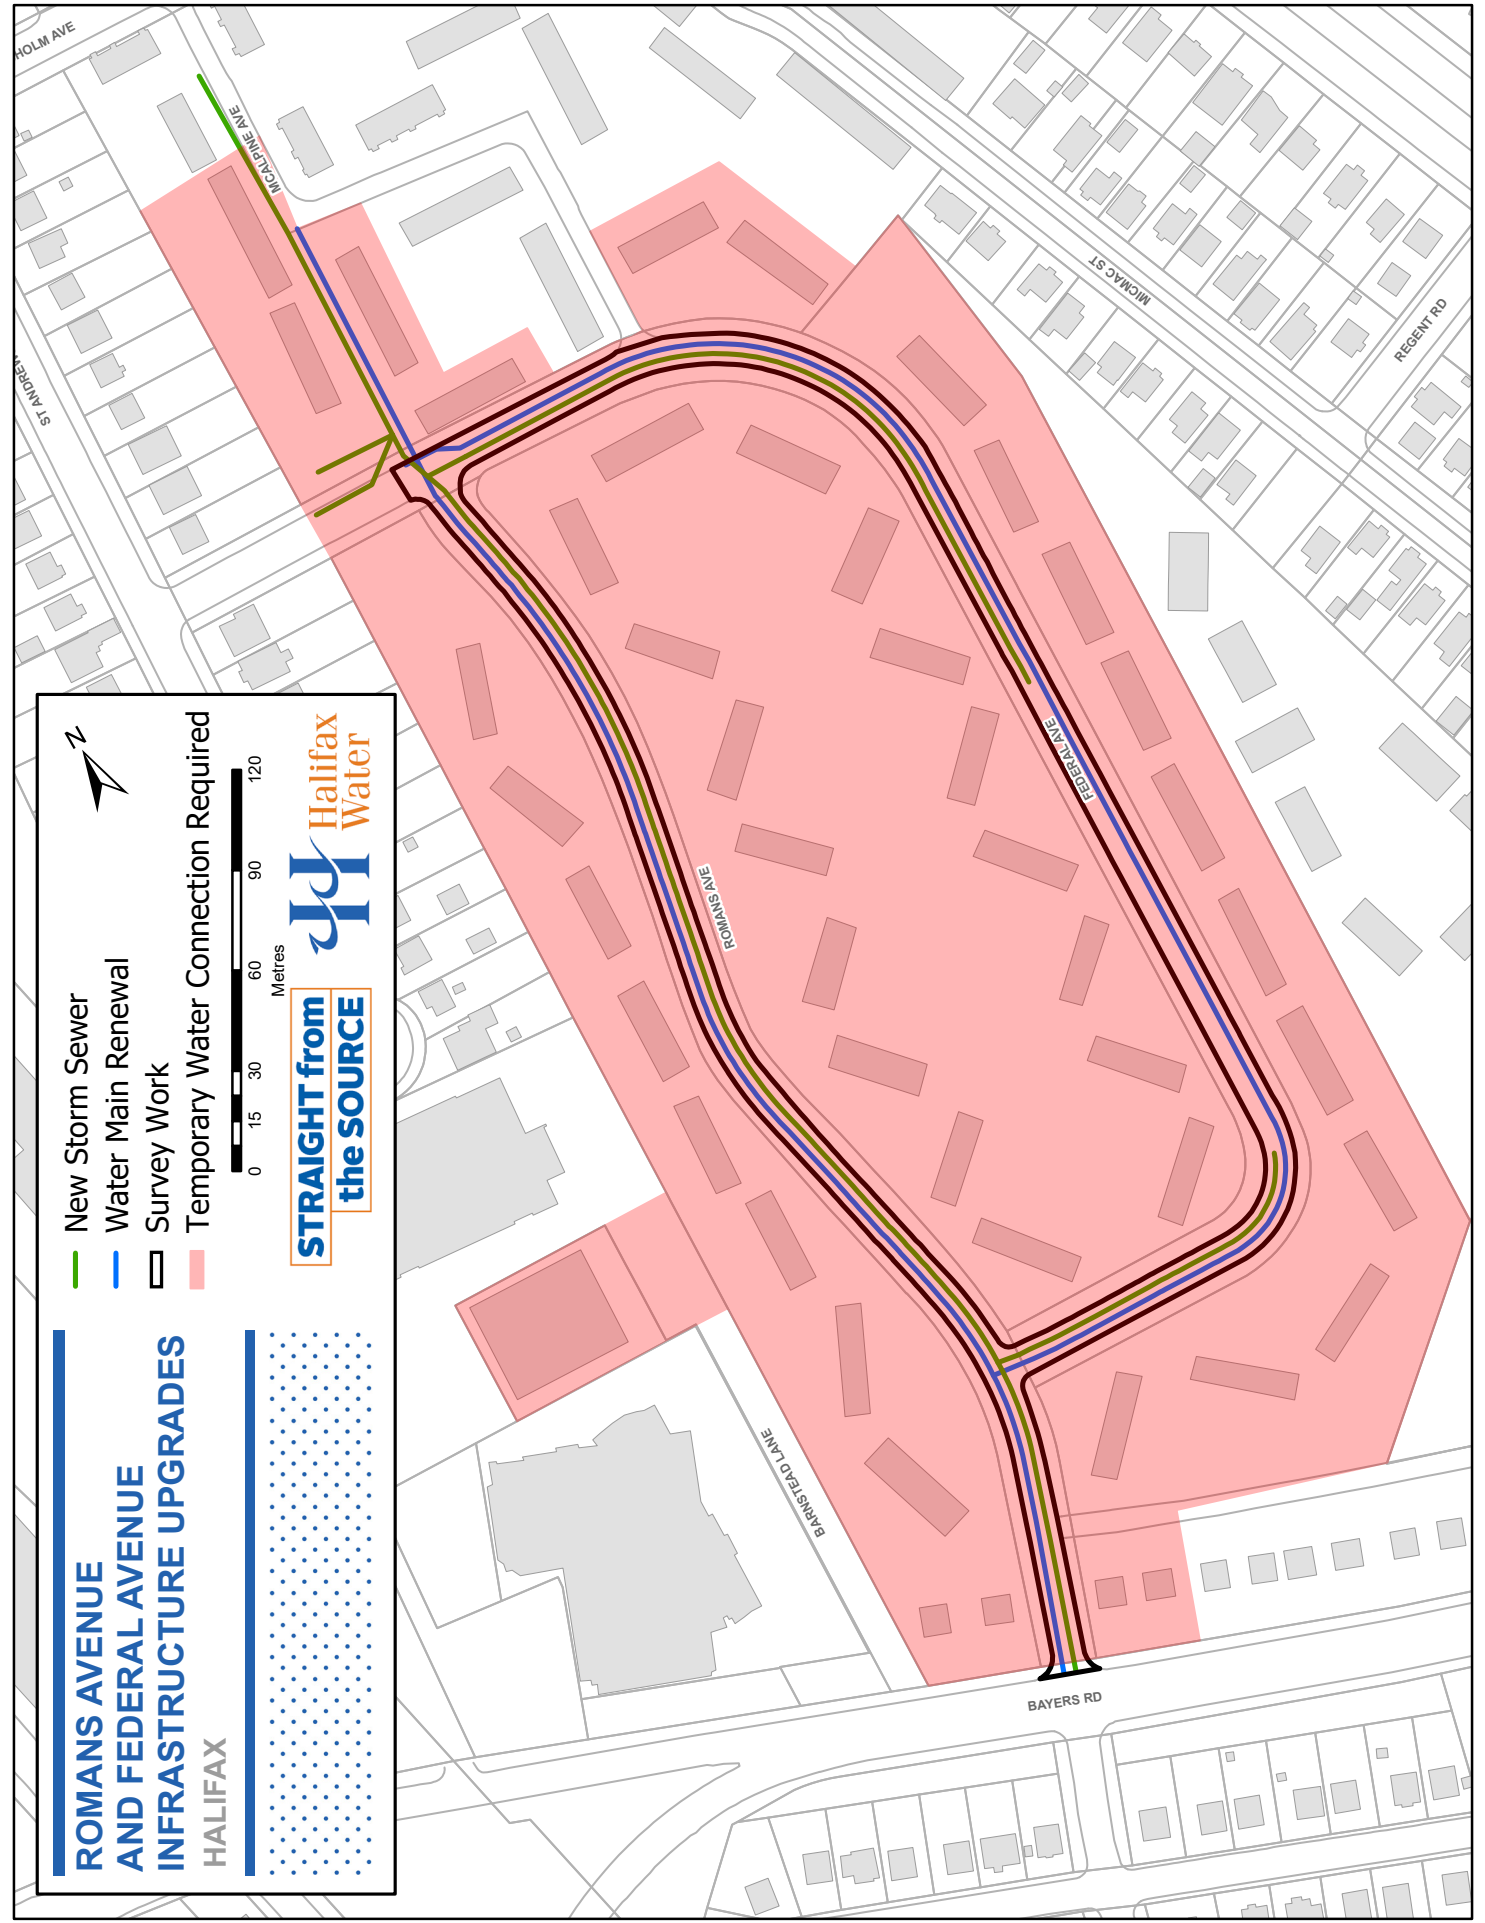 ROMANS AVENUE
AND FEDERAL AVENUE
INFRASTRUCTURE UPGRADES
HALIFAX
New Storm Sewer
Water Main Renewal
Survey Work
Temporary Water Connection Required
N
0 15 30 60 90 120
Metres
STRAIGHT from
the SOURCE
Halifax
Water
HOLM AVE
MCALPINE AVE
ST ANDREW
MICMAC ST
REGENT RD
FEDERAL AVE
ROMANS AVE
BARNSTEAD LANE
BAYERS RD